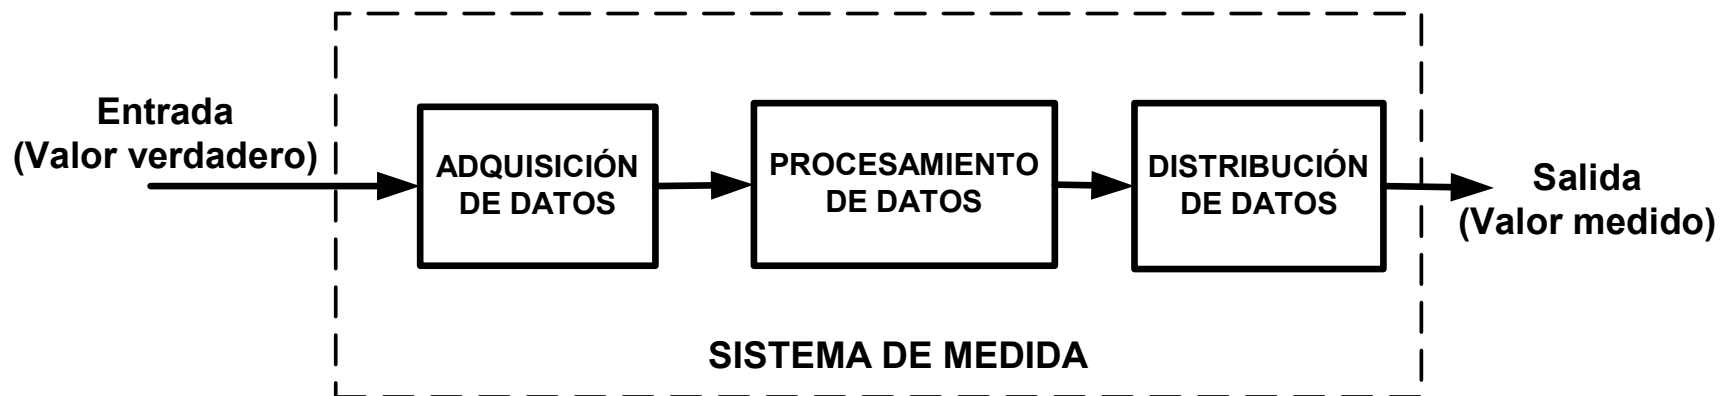 Entrada
(Valor verdadero)
ADQUISICIÓN
DE DATOS
PROCESAMIENTO
DE DATOS
DISTRIBUCIÓN
DE DATOS
Salida
(Valor medido)
SISTEMA DE MEDIDA